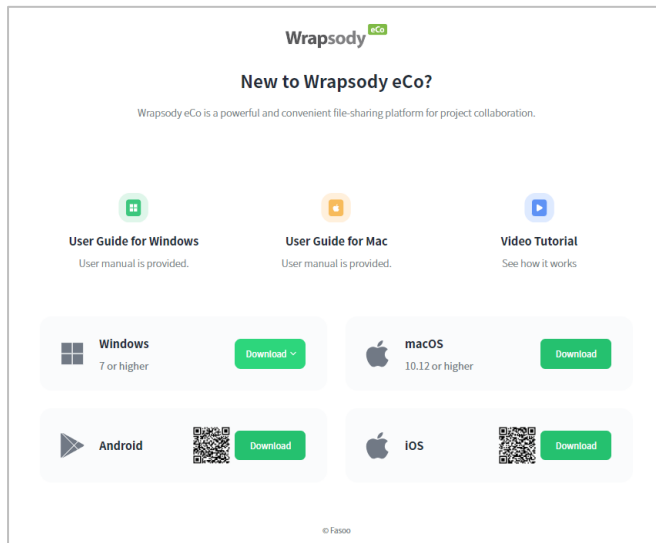 Wrapsody eCo
New to Wrapsody eCo?
Wrapsody eCo is a powerful and convenient file-sharing platform for project collaboration.
User Guide for Windows
User manual is provided.
User Guide for Mac
User manual is provided.
Video Tutorial
See how it works
Windows
7 or higher
Download
macOS
10.12 or higher
Download
Android
Download
iOS
Download
© Fasoo